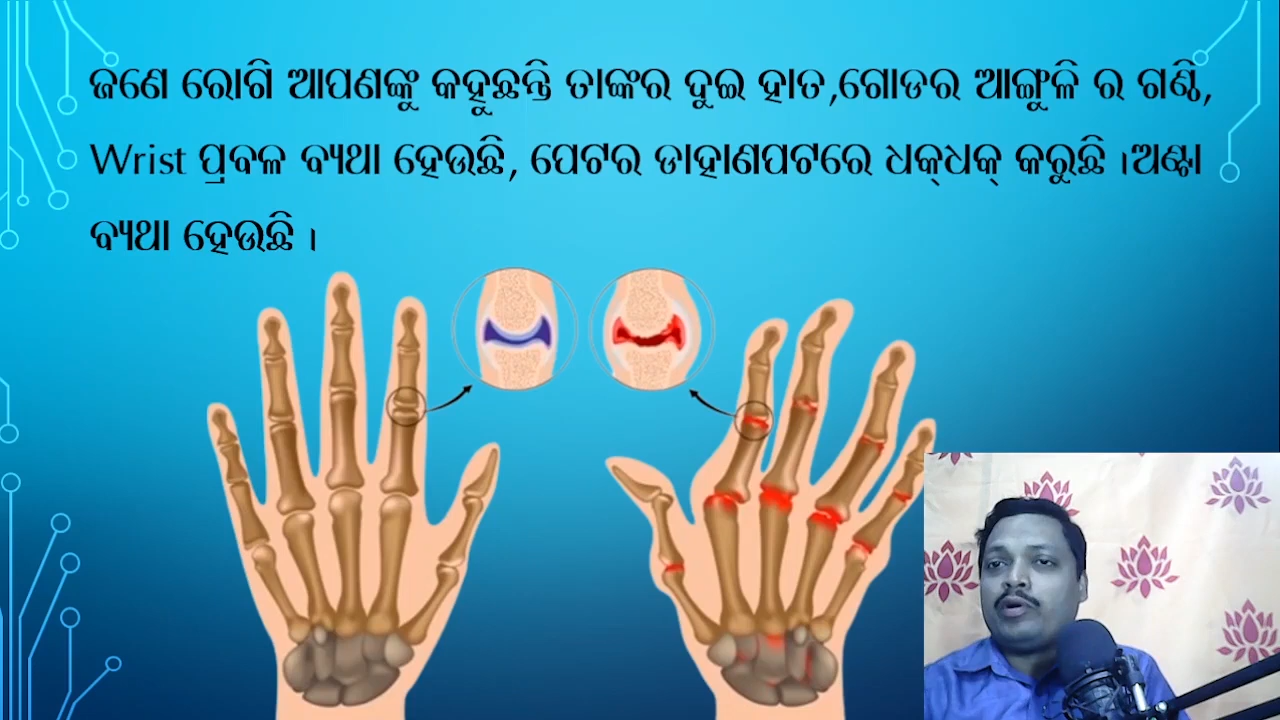 ଜଣେ ରୋଗି ଆପଣଙ୍କୁ କହୁଛନ୍ତି ତାଙ୍କର ଦୁଇ ହାତ,ଗୋଡର ଆଙ୍ଗୁଳି ର ଗଣ୍ଠି,
Wrist ପ୍ରବଳ ବ୍ୟଥା ହେଉଛି, ପେଟର ଡାହାଣପଟରେ ଧକ୍‌ଧକ୍ କରୁଛି ।ଅଣ୍ଟା
ବ୍ୟଥା ହେଉଛି ।